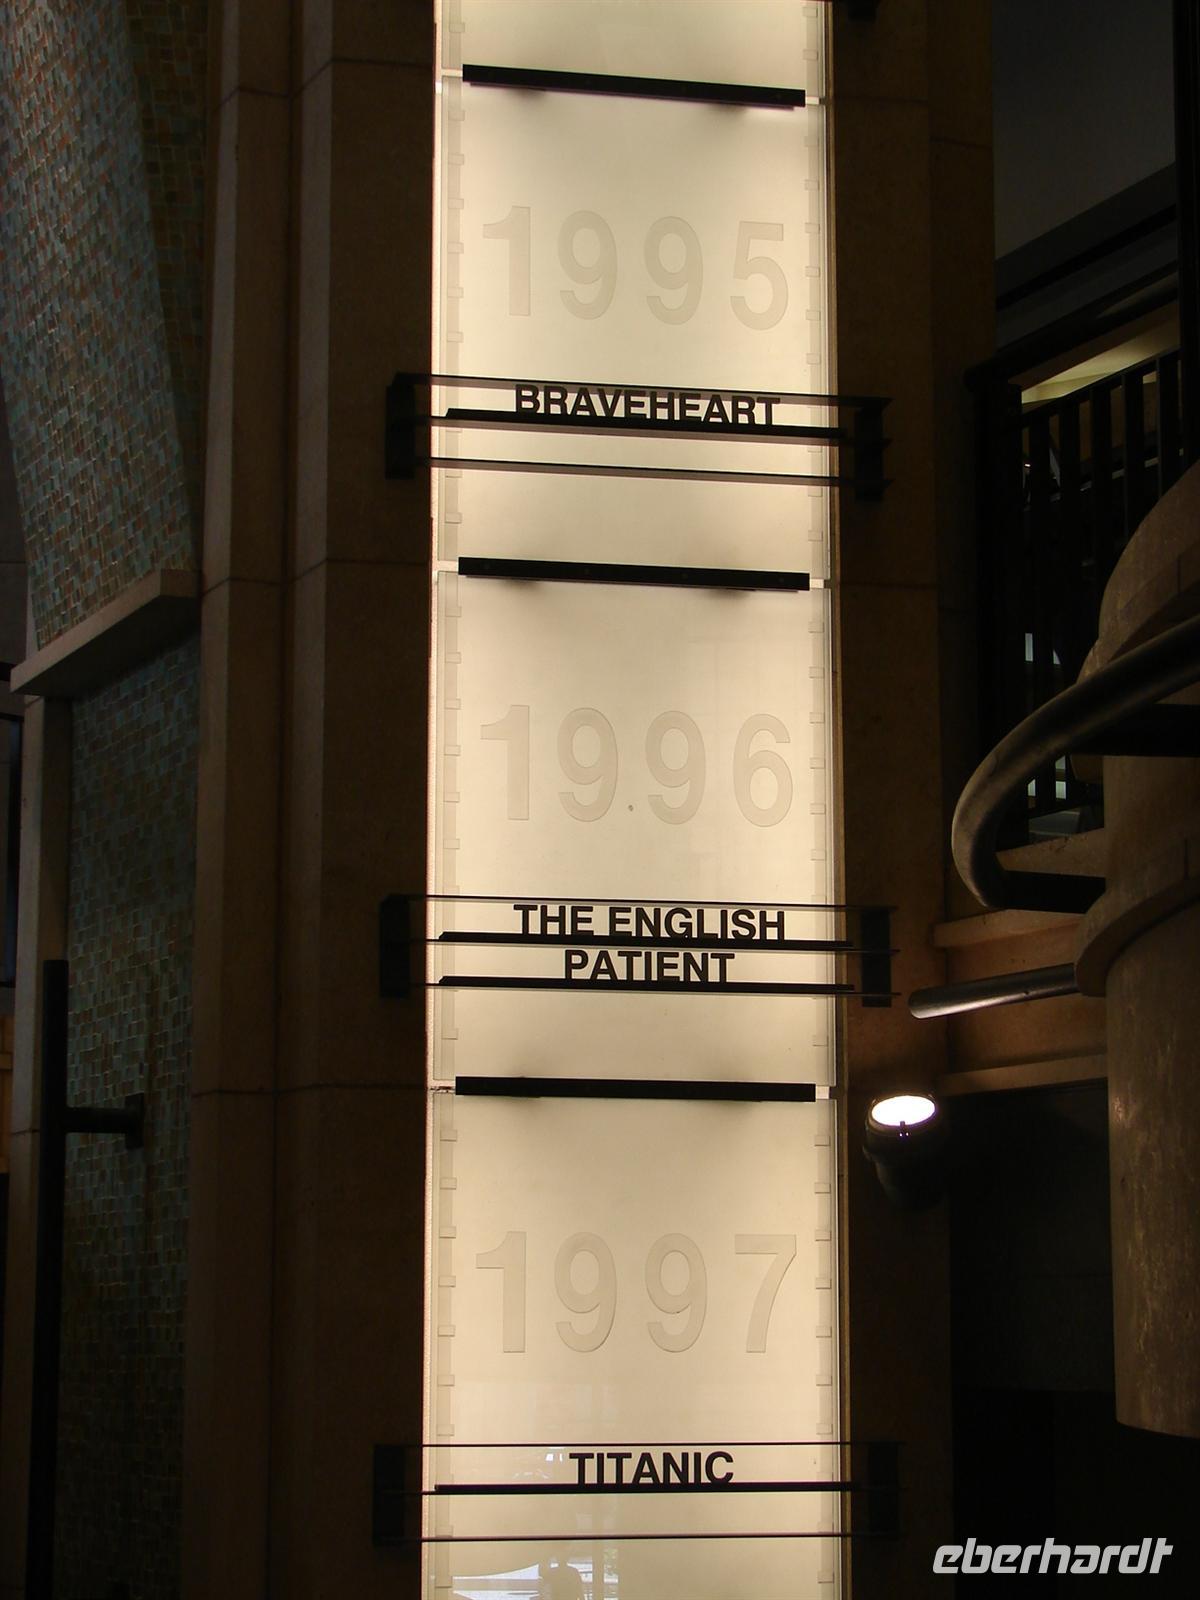 1995
BRAVEHEART
1996
THE ENGLISH
PATIENT
1997
TITANIC
eberhardt